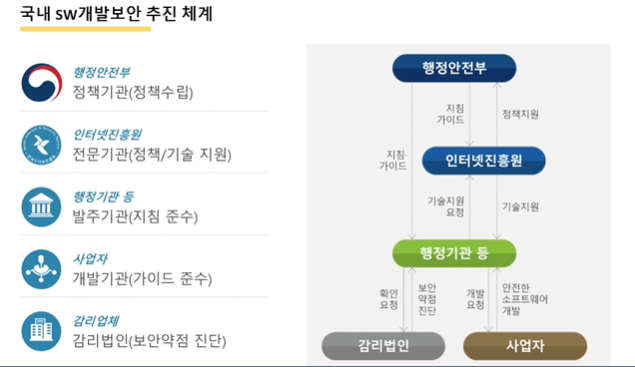 국내 SW개발보안 추진 체계
행정안전부
정책기관(정책수립)
인터넷진흥원
전문기관(정책/기술 지원)
행정기관 등
발주기관(지침 준수)
사업자
개발기관(가이드 준수)
감리업체
감리법인(보안약점 진단)
행정안전부
지침
가이드
정책지원
지침·
가이드
인터넷진흥원
기술지원
요청
기술지원
행정기관 등
확인
요청
보안
약점
진단
개발
요청
안전한
소프트웨어
개발
감리법인
사업자